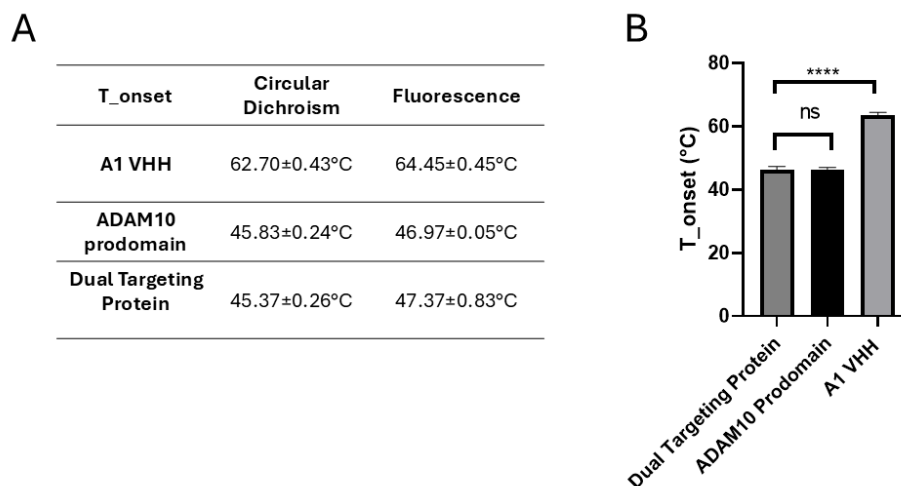 A
T_onset
Circular
Dichroism
Fluorescence
A1 VHH
62.70±0.43°C
64.45±0.45°C
ADAM10
prodomain
45.83±0.24°C
46.97±0.05°C
Dual Targeting
Protein
45.37±0.26°C
47.37±0.83°C
B
T_onset (°C)
80
60
40
20
0
****
ns
Dual Targeting Protein
ADAM10 Prodomain
A1 VHH